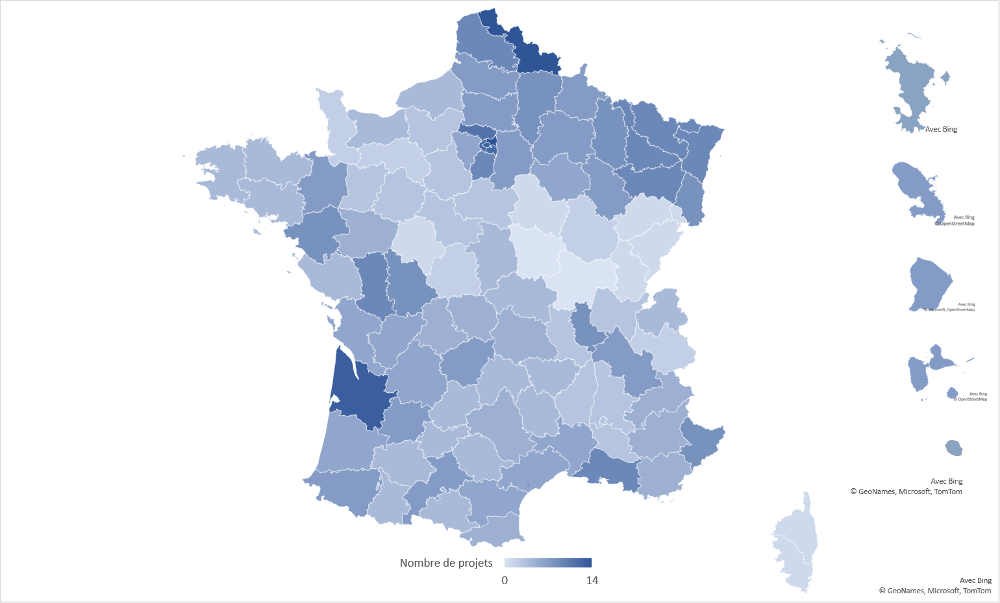 Avec Bing
Avec Bing
© OpenStreetMap
Avec Bing
© Microsoft, OpenStreetMap
Avec Bing
© OpenStreetMap
Avec Bing
© GeoNames, Microsoft, TomTom
Nombre de projets
0 14
Avec Bing
© GeoNames, Microsoft, TomTom